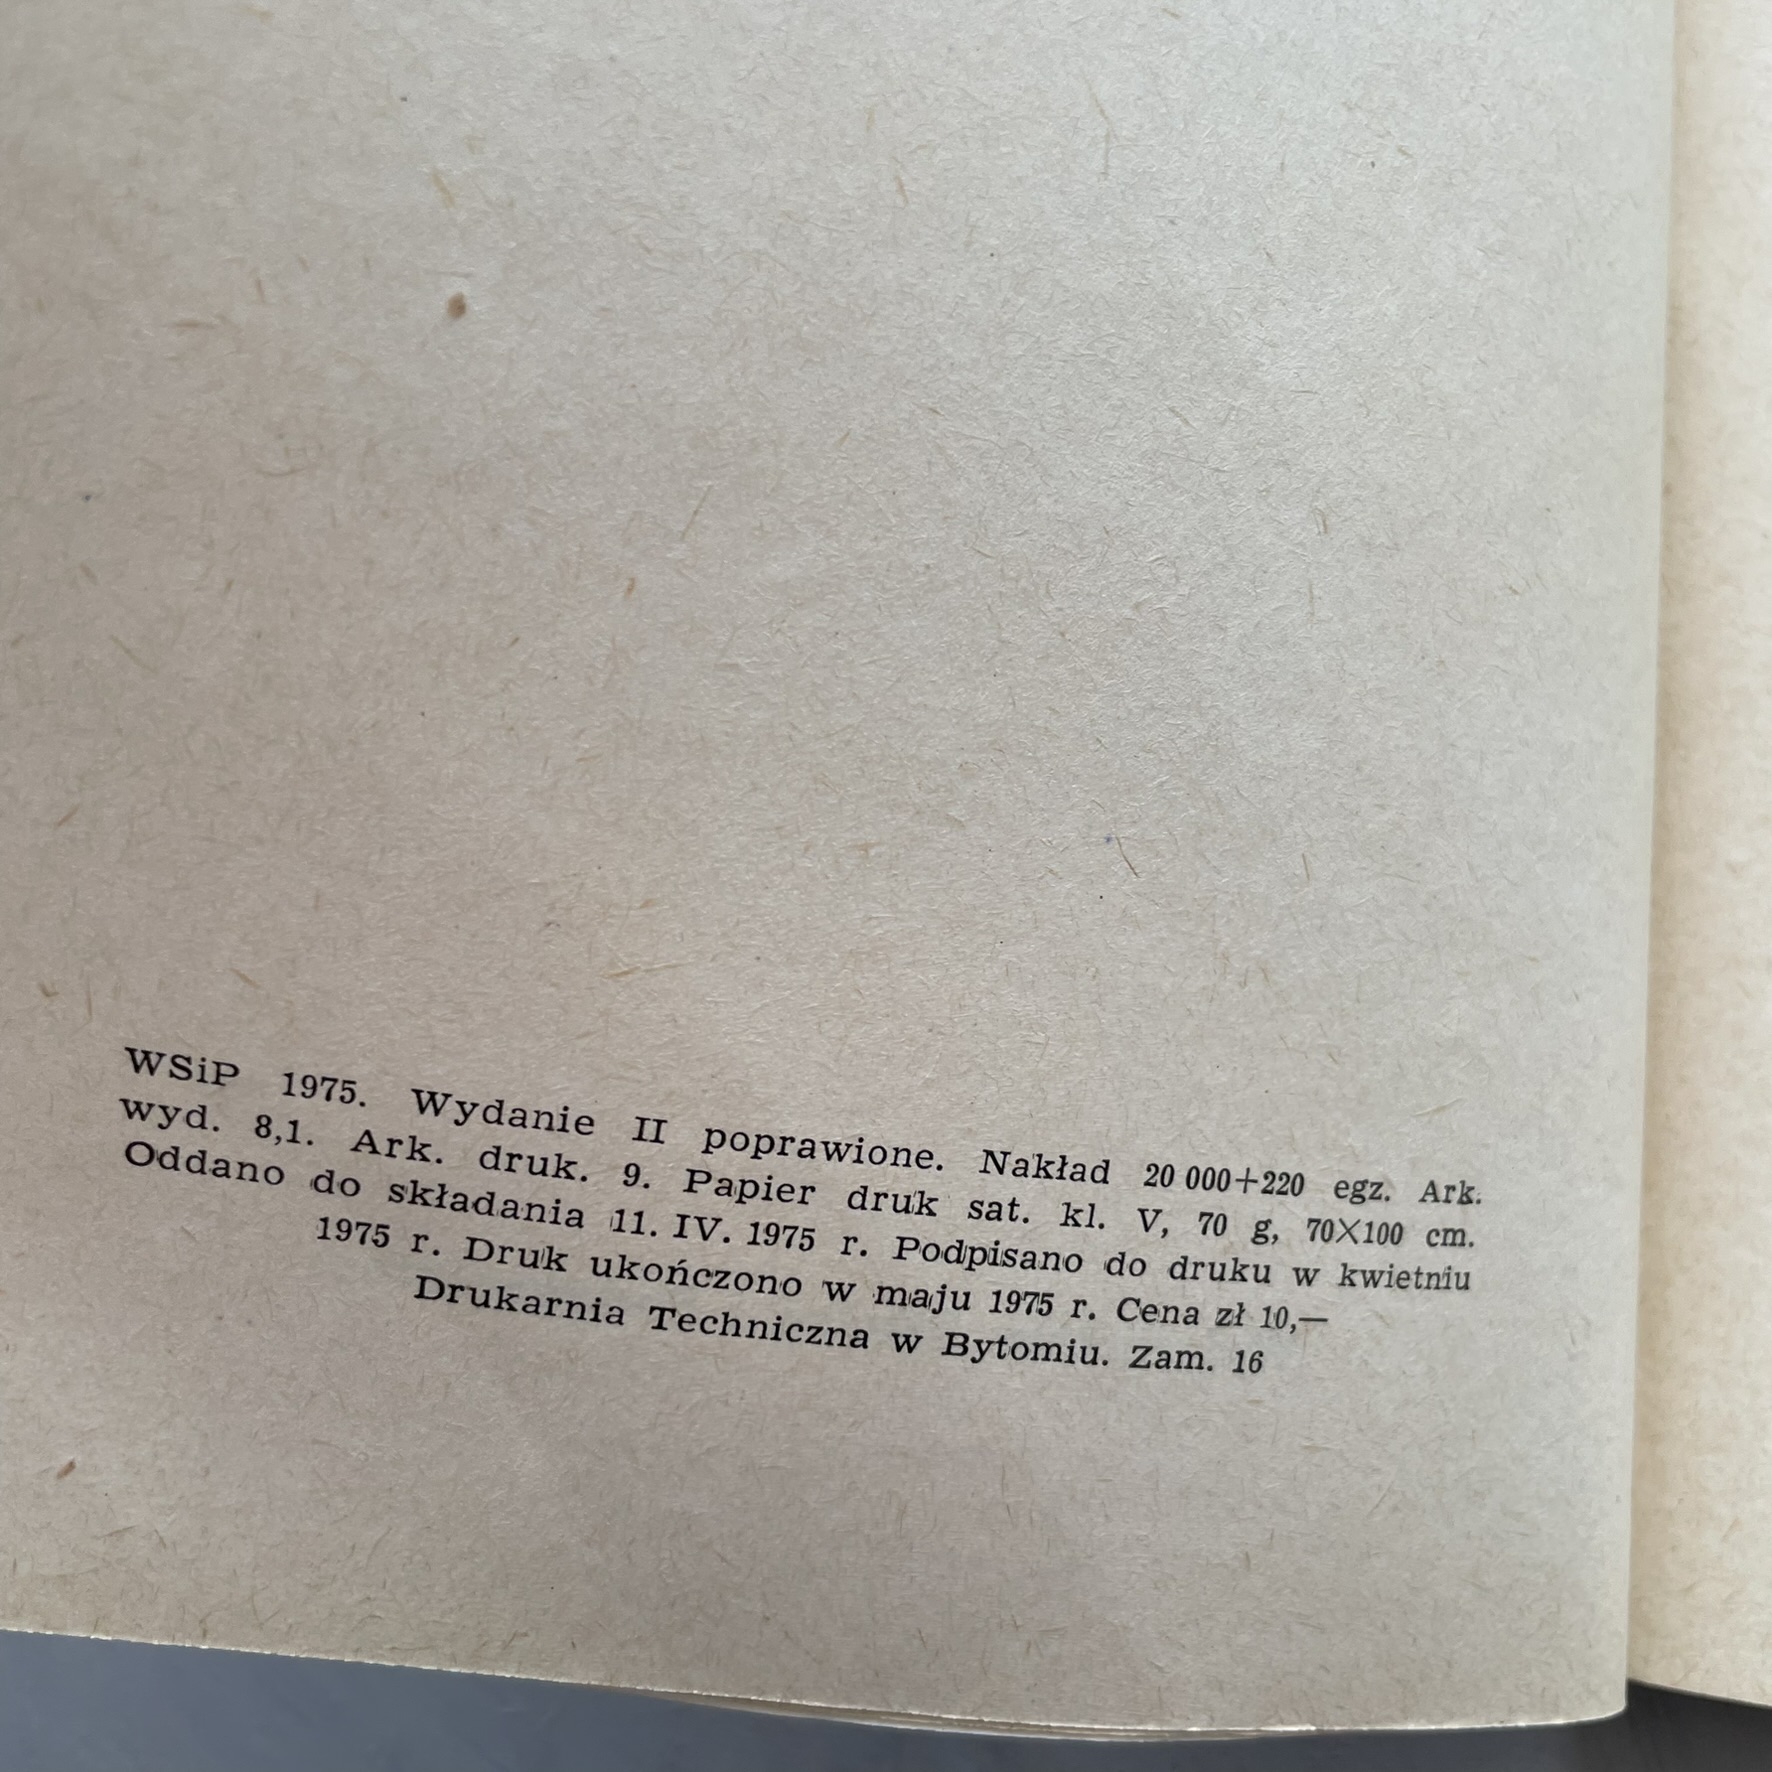 WSiP 1975. Wydanie II poprawione. Nakład 20 000+220 egz. Ark.
wyd. 8,1. Ark. druk. 9. Papier druk sat. kl. V, 70 g, 70×100 cm.
Oddano do składania 11. IV. 1975 r. Podpisano do druku w kwietniu
1975 r. Druk ukończono w maju 1975 r. Cena zł 10,—
Drukarnia Techniczna w Bytomiu. Zam. 16